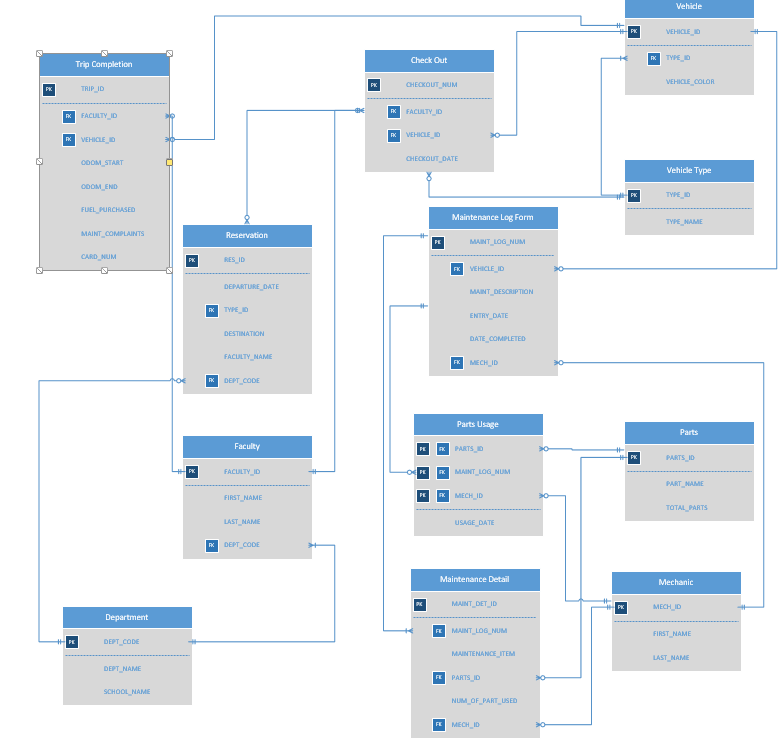 Vehicle
PK VEHICLE_ID
FK TYPE_ID
VEHICLE_COLOR
Trip Completion
PK TRIP_ID
FK FACULTY_ID
FK VEHICLE_ID
ODOM_START
ODOM_END
FUEL_PURCHASED
MAINT_COMPLAINTS
CARD_NUM
Check Out
PK CHECKOUT_NUM
FK FACULTY_ID
FK VEHICLE_ID
CHECKOUT_DATE
Vehicle Type
PK TYPE_ID
TYPE_NAME
Maintenance Log Form
PK MAINT_LOG_NUM
FK VEHICLE_ID
MAINT_DESCRIPTION
ENTRY_DATE
DATE_COMPLETED
FK MECH_ID
Reservation
PK RES_ID
DEPARTURE_DATE
FK TYPE_ID
DESTINATION
FACULTY_NAME
FK DEPT_CODE
Parts Usage
PK FK PARTS_ID
PK FK MAINT_LOG_NUM
PK FK MECH_ID
USAGE_DATE
Parts
PK PARTS_ID
PART_NAME
TOTAL_PARTS
Faculty
PK FACULTY_ID
FIRST_NAME
LAST_NAME
FK DEPT_CODE
Maintenance Detail
PK MAINT_DET_ID
FK MAINT_LOG_NUM
MAINTENANCE_ITEM
FK PARTS_ID
NUM_OF_PART_USED
FK MECH_ID
Mechanic
PK MECH_ID
FIRST_NAME
LAST_NAME
Department
PK DEPT_CODE
DEPT_NAME
SCHOOL_NAME